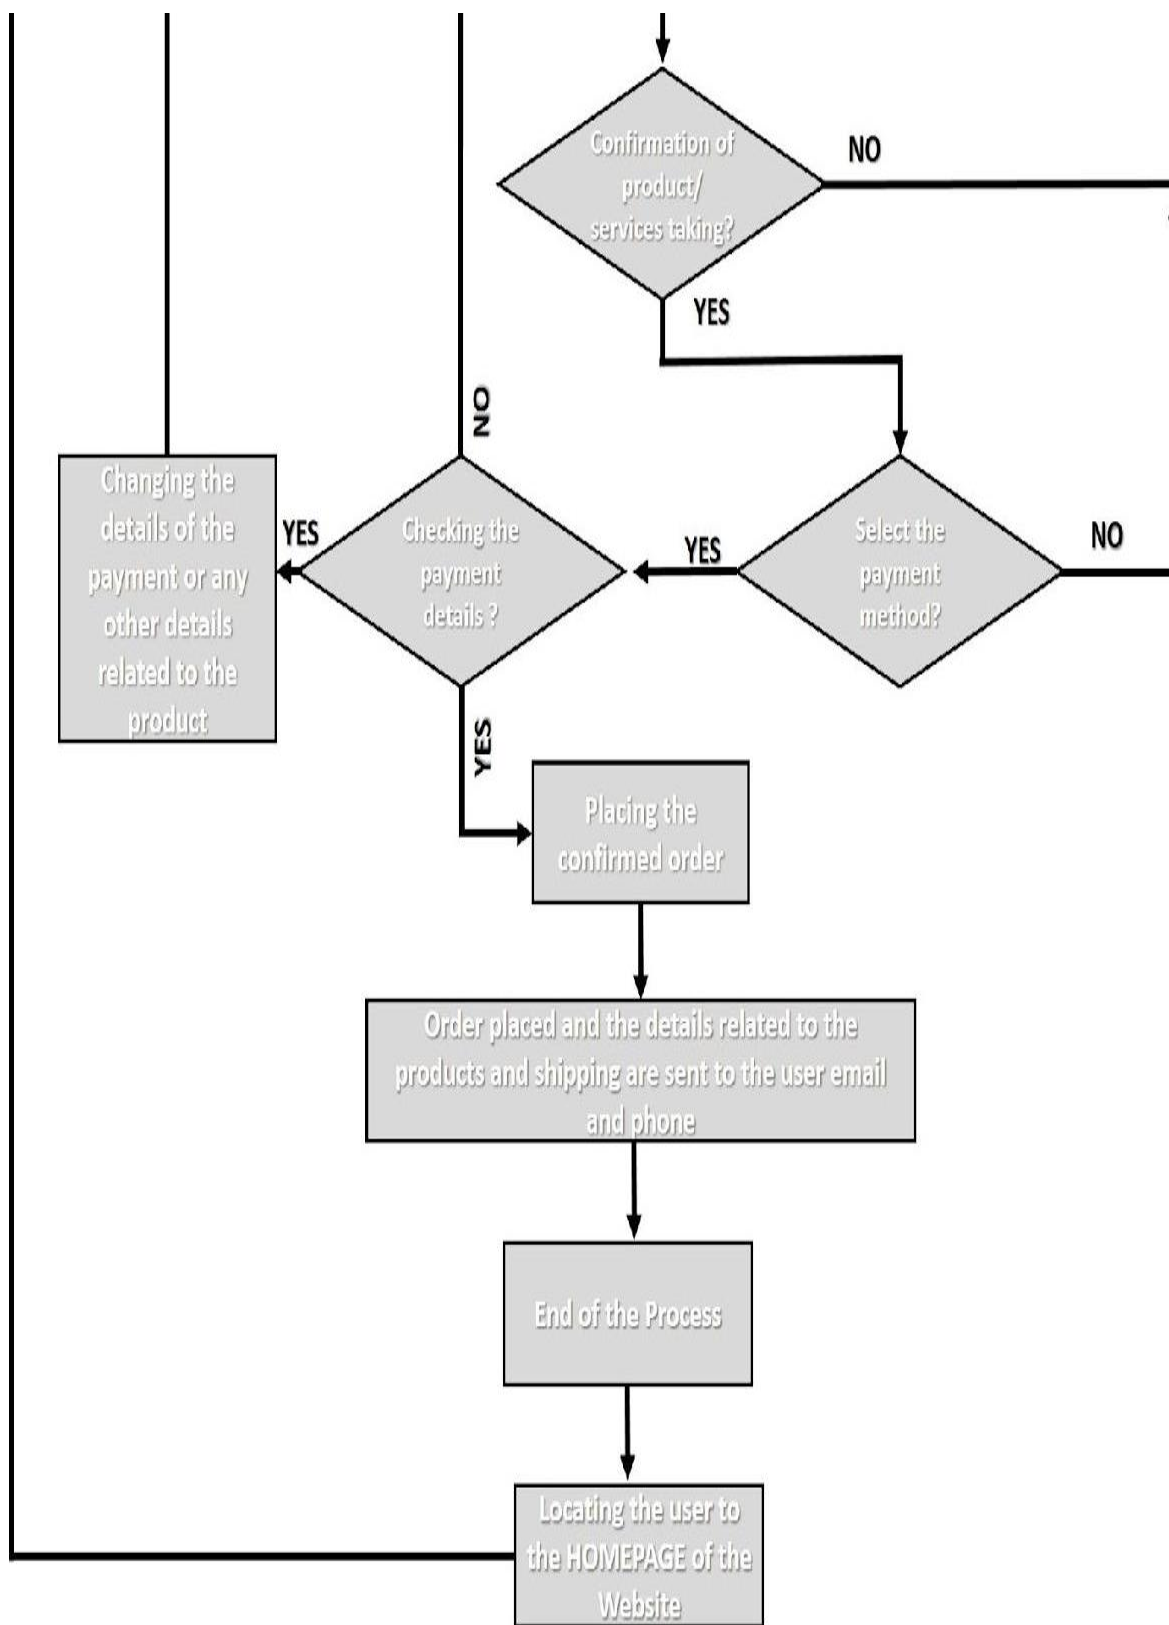 Confirmation of
product/
services taking?
NO
YES
NO
Changing the
details of the
payment or any
other details
related to the
product
YES
Checking the
payment
details ?
YES
Select the
payment
method?
NO
YES
Placing the
confirmed order
Order placed and the details related to the
products and shipping are sent to the user email
and phone
End of the Process
Locating the user to
the HOMEPAGE of the
Website